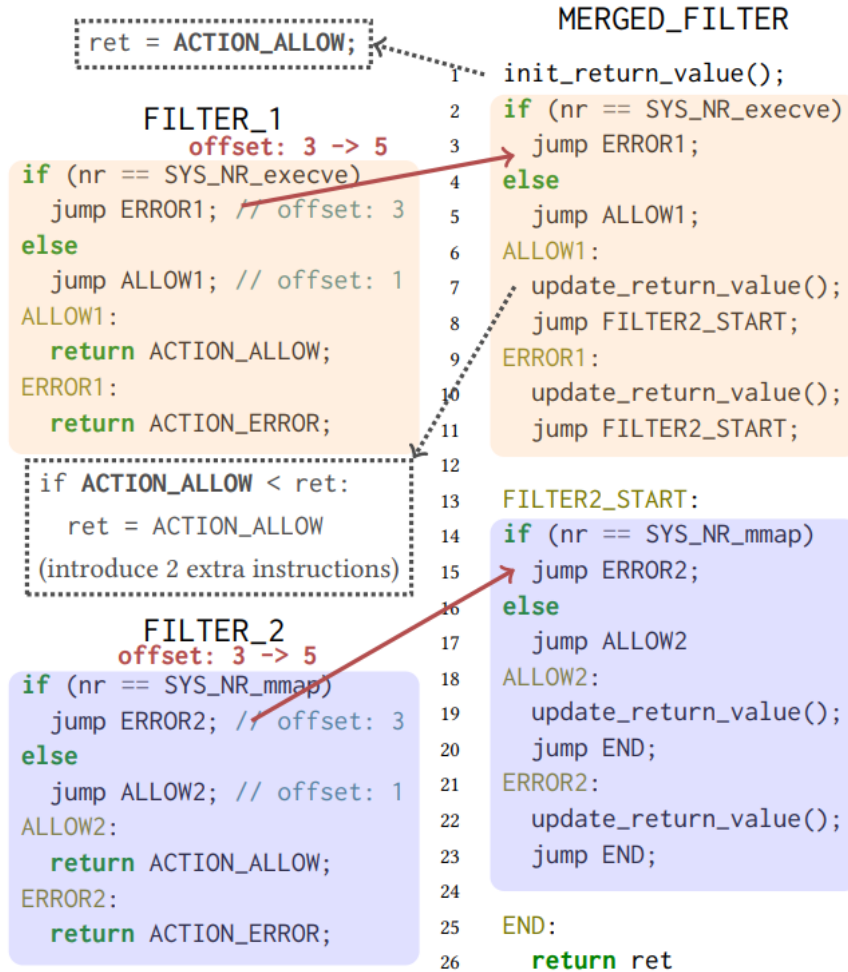 ret = ACTION_ALLOW;
FILTER_1
offset: 3 -> 5
if (nr == SYS_NR_execve)
jump ERROR1; // offset: 3
else
jump ALLOW1; // offset: 1
ALLOW1:
return ACTION_ALLOW;
ERROR1:
return ACTION_ERROR;
if ACTION_ALLOW < ret:
ret = ACTION_ALLOW
(introduce 2 extra instructions)
FILTER_2
offset: 3 -> 5
if (nr == SYS_NR_mmap)
jump ERROR2; // offset: 3
else
jump ALLOW2; // offset: 1
ALLOW2:
return ACTION_ALLOW;
ERROR2:
return ACTION_ERROR;
MERGED_FILTER
1 init_return_value();
2 if (nr == SYS_NR_execve)
3 jump ERROR1;
4 else
5 jump ALLOW1;
6 ALLOW1:
7 update_return_value();
8 jump FILTER2_START;
9 ERROR1:
10 update_return_value();
11 jump FILTER2_START;
12
13 FILTER2_START:
14 if (nr == SYS_NR_mmap)
15 jump ERROR2;
16 else
17 jump ALLOW2
18 ALLOW2:
19 update_return_value();
20 jump END;
21 ERROR2:
22 update_return_value();
23 jump END;
24
25 END:
26 return ret